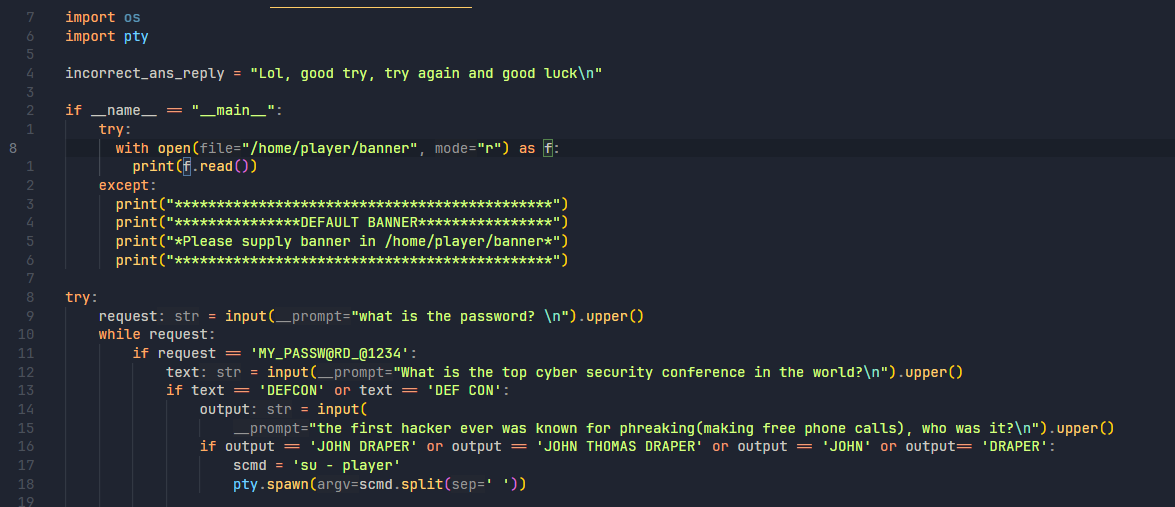 7 import os
6 import pty
5
4 incorrect_ans_reply = "Lol, good try, try again and good luck\n"
3
2 if __name__ == "__main__":
1 try:
8 with open(file="/home/player/banner", mode="r") as f:
1 print(f.read())
2 except:
3 print("*********************************************")
4 print("***************DEFAULT BANNER****************")
5 print("*Please supply banner in /home/player/banner*")
6 print("*********************************************")
7
8 try:
9 request: str = input(__prompt="what is the password? \n").upper()
10 while request:
11 if request == 'MY_PASSW@RD_@1234':
12 text: str = input(__prompt="What is the top cyber security conference in the world?\n").upper()
13 if text == 'DEFCON' or text == 'DEF CON':
14 output: str = input(
15 __prompt="the first hacker ever was known for phreaking(making free phone calls), who was it?\n").upper()
16 if output == 'JOHN DRAPER' or output == 'JOHN THOMAS DRAPER' or output == 'JOHN' or output== 'DRAPER':
17 scmd = 'su - player'
18 pty.spawn(argv=scmd.split(sep=' '))
19